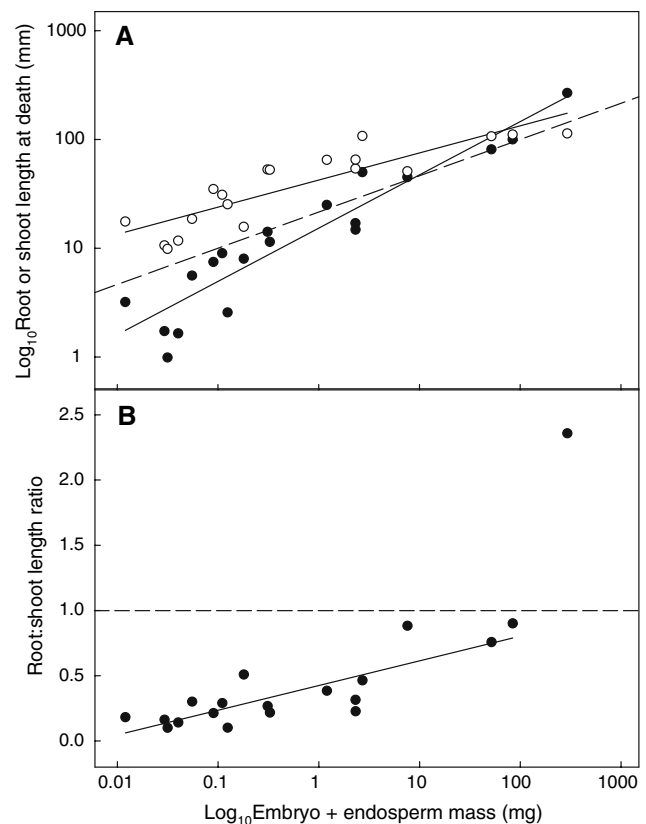 A
1000
100
10
1
Log10Root or shoot length at death (mm)
B
2.5
2.0
1.5
1.0
0.5
0.0
Root:shoot length ratio
0.01 0.1 1 10 100 1000
Log10Embryo + endosperm mass (mg)